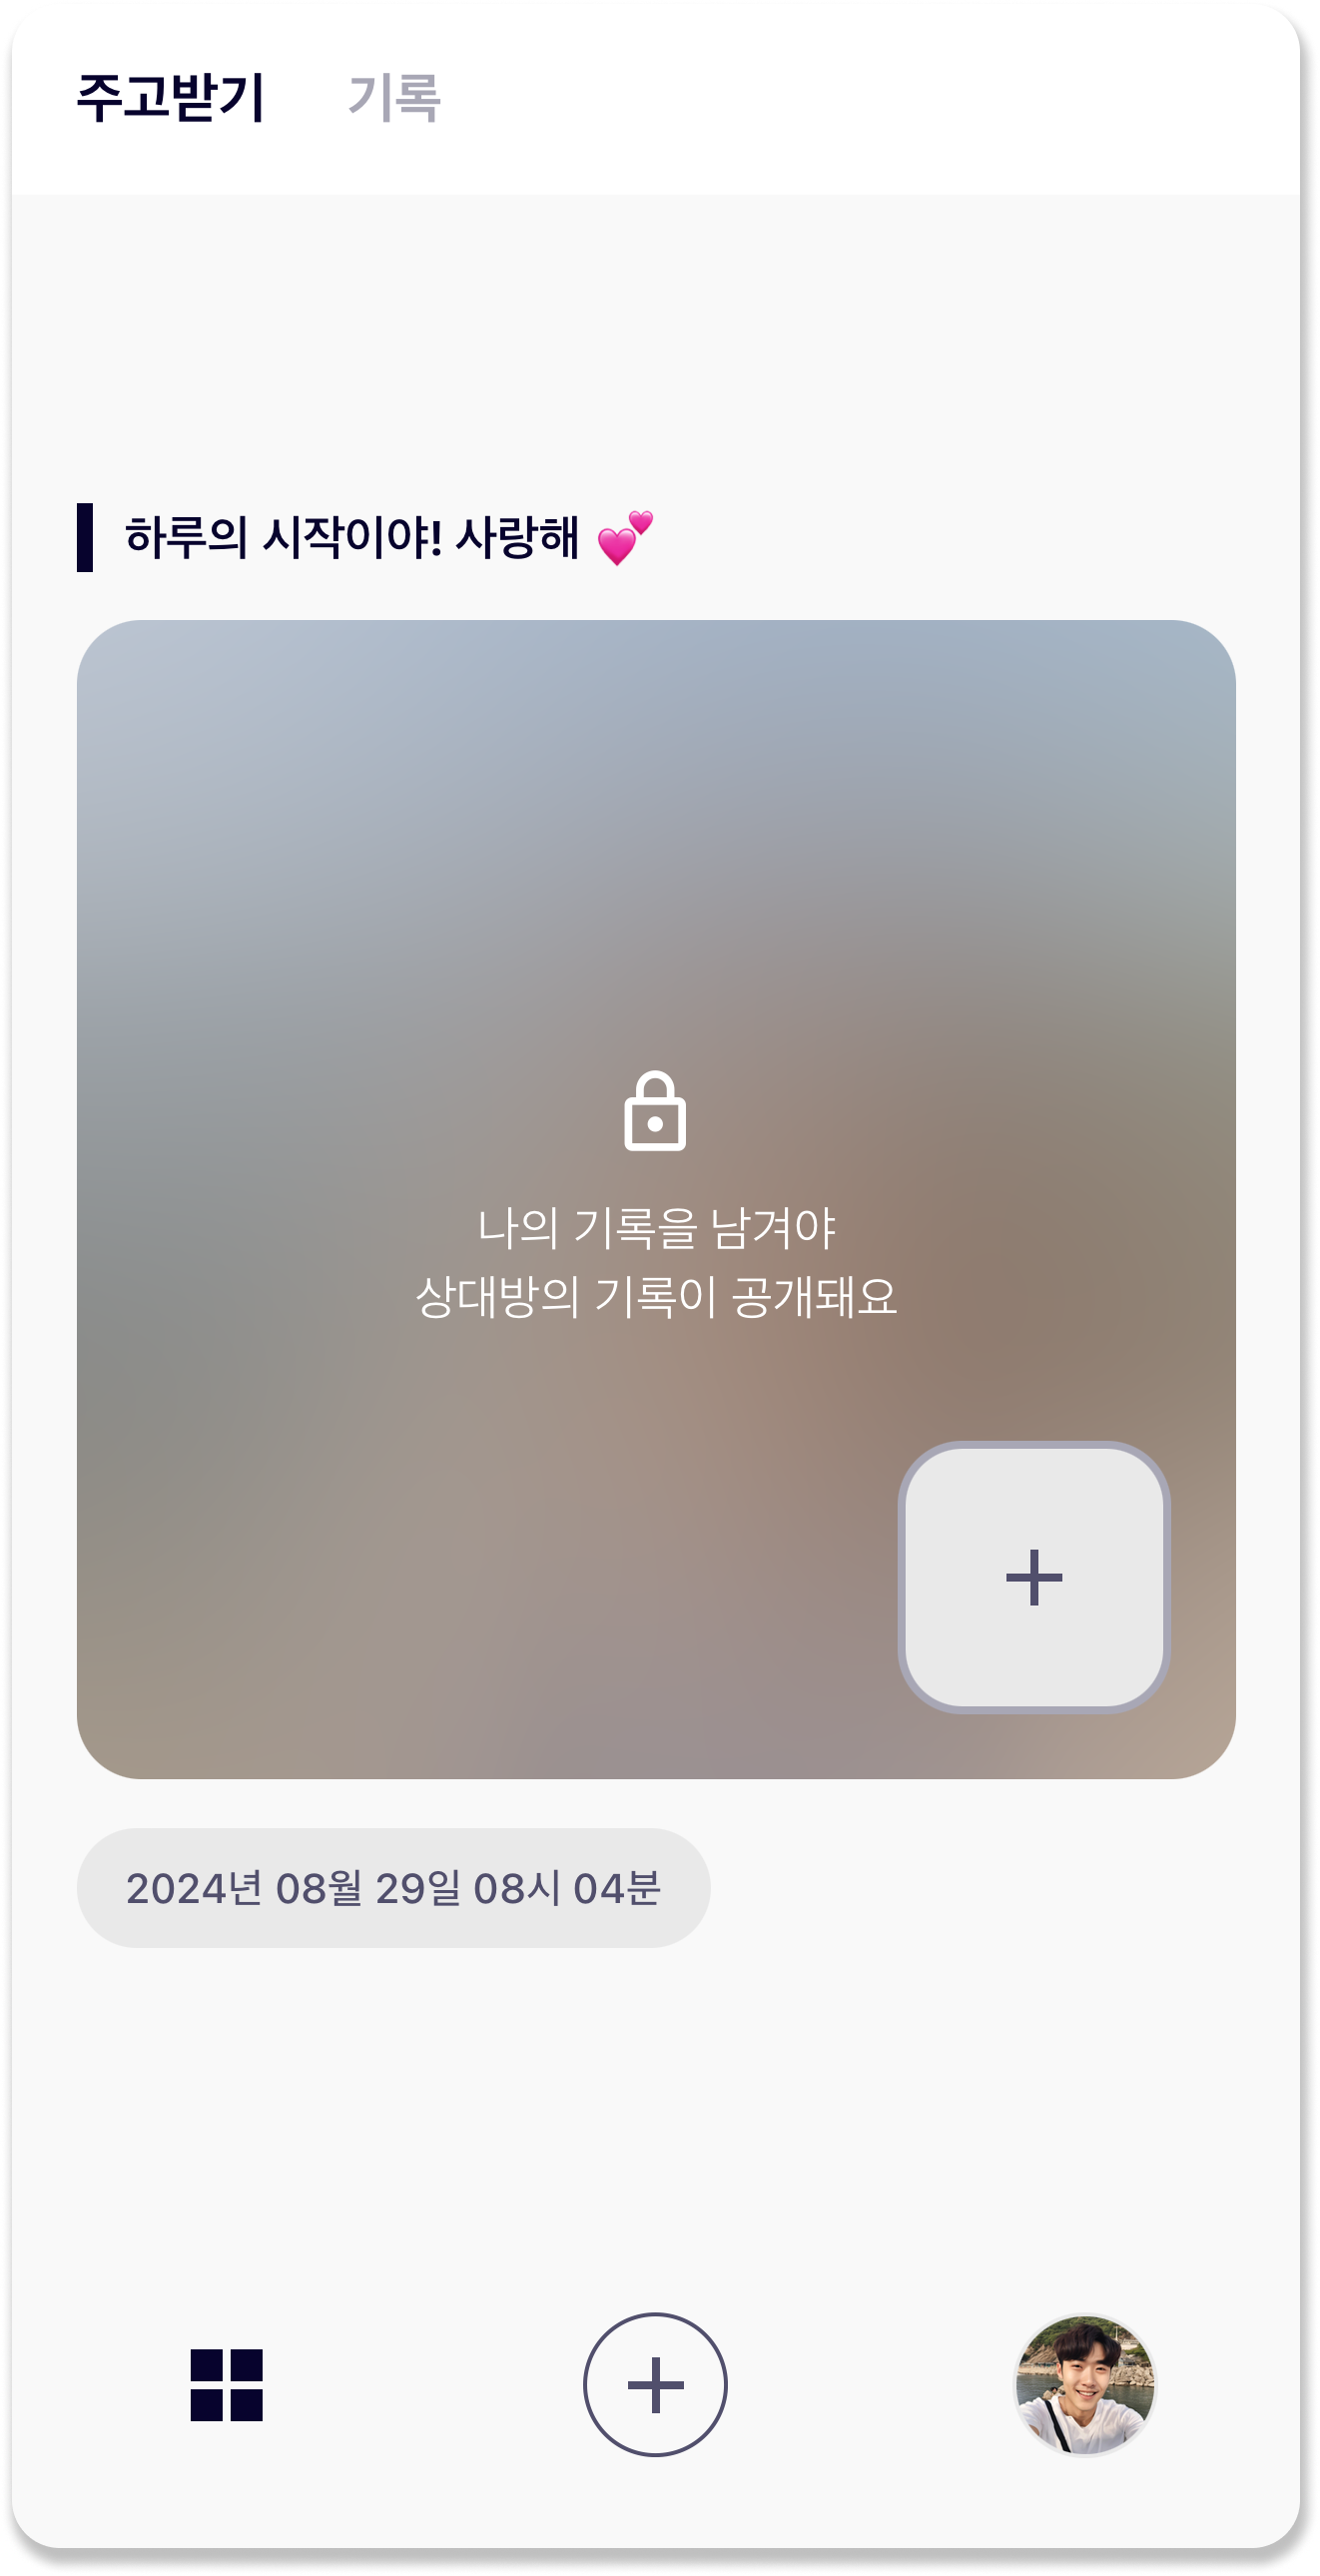 주고받기 기록
하루의 시작이야! 사랑해 💕
나의 기록을 남겨야
상대방의 기록이 공개돼요
2024년 08월 29일 08시 04분